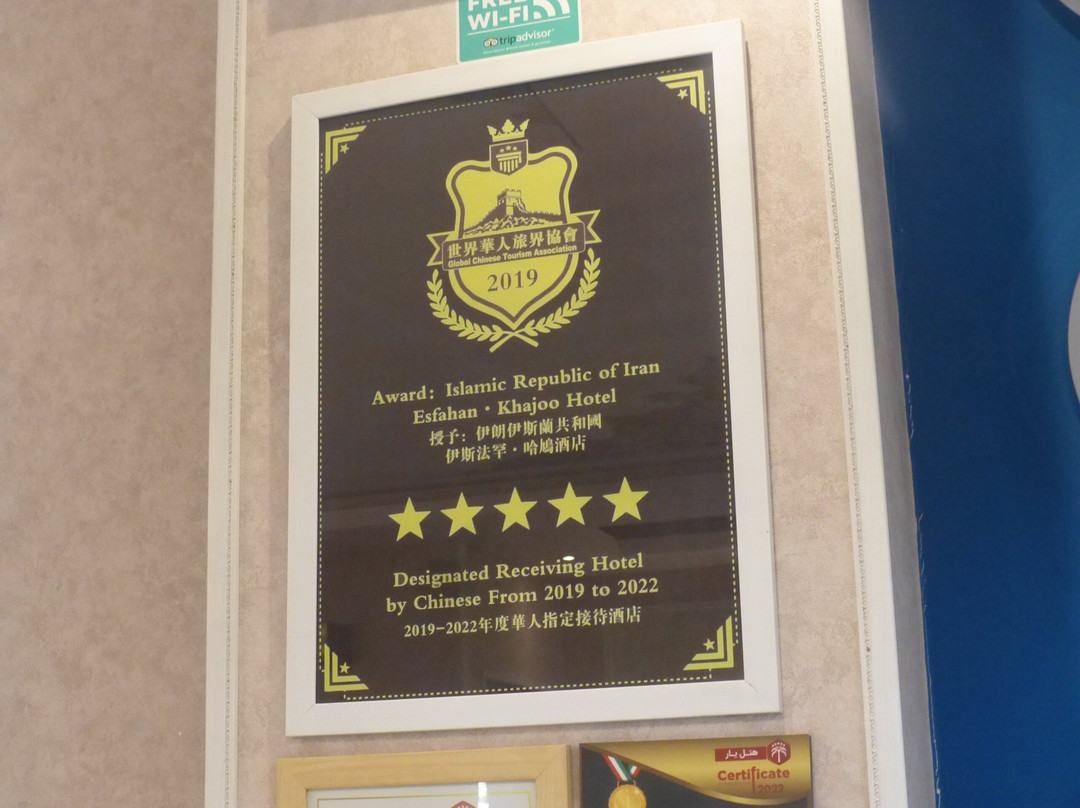 FREE
WI-FI
tripadvisor
世界華人旅界協會
Global Chinese Tourism Association
2019
Award: Islamic Republic of Iran
Esfahan · Khajoo Hotel
授予: 伊朗伊斯蘭共和國
伊斯法罕·哈鳩酒店
Designated Receiving Hotel
by Chinese From 2019 to 2022
2019-2022年度華人指定接待酒店
هتل یار
Certificate
2022